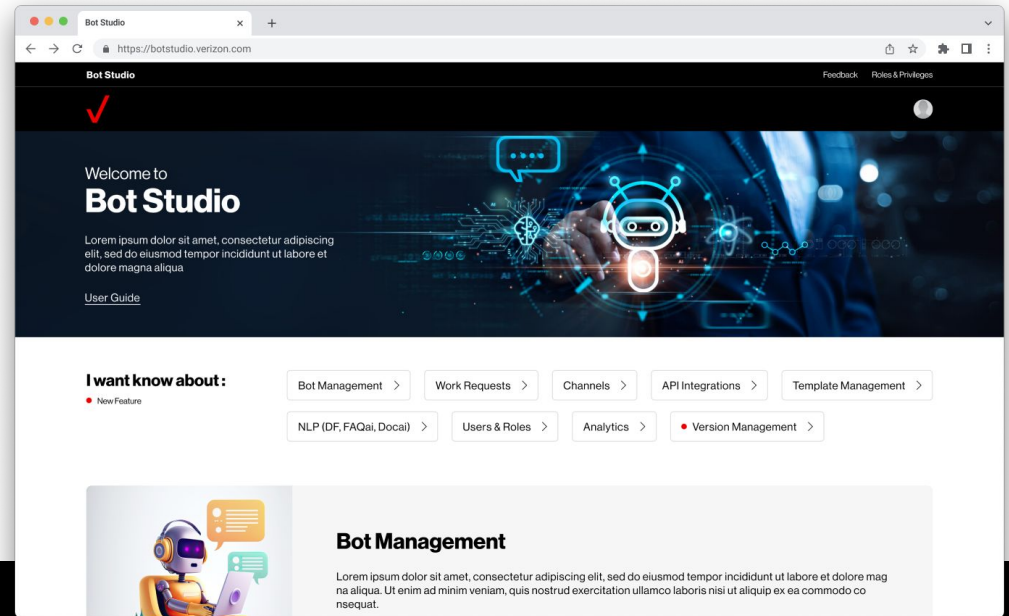 Bot Studio
https://botstudio.verizon.com
Bot Studio
Feedback Roles & Privileges
Welcome to
Bot Studio
Lorem ipsum dolor sit amet, consectetur adipiscing
elit, sed do eiusmod tempor incididunt ut labore et
dolore magna aliqua
User Guide
AI
I want know about :
New Feature
Bot Management
Work Requests
Channels
API Integrations
Template Management
NLP (DF, FAQai, Docai)
Users & Roles
Analytics
Version Management
Bot Management
Lorem ipsum dolor sit amet, consectetur adipiscing elit, sed do eiusmod tempor incididunt ut labore et dolore mag
na aliqua. Ut enim ad minim veniam, quis nostrud exercitation ullamco laboris nisi ut aliquip ex ea commodo co
nsequat.